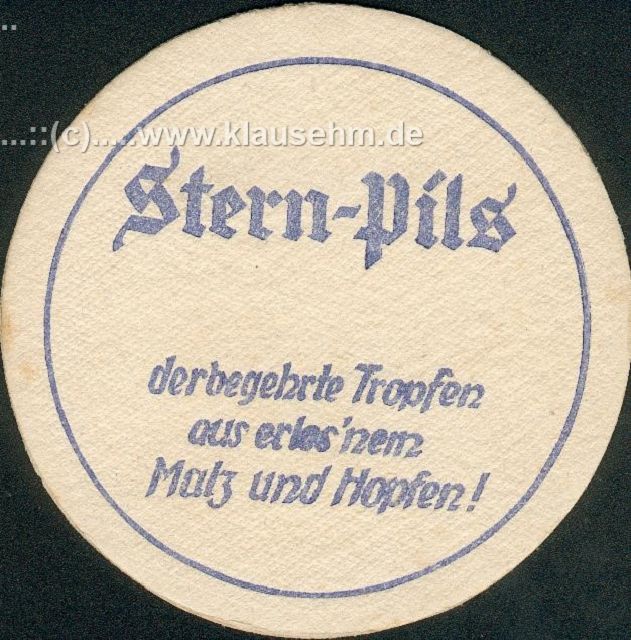 ...::(c).....www.klausehm.de
Stern-Pils
der begehrte Tropfen
aus erles'nem
Malz und Hopfen!